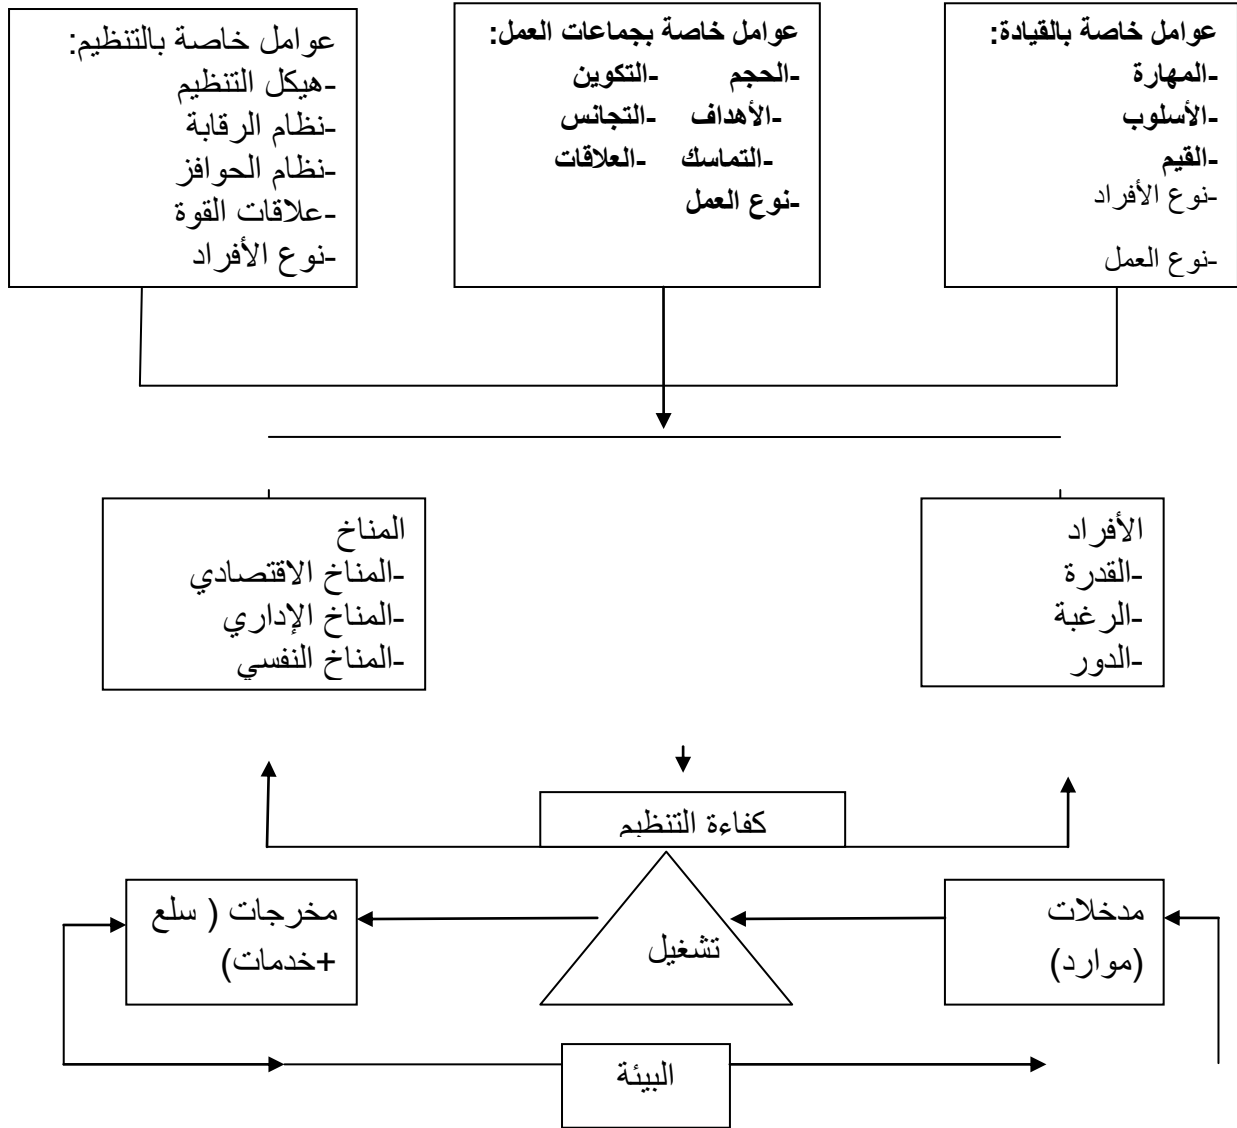 عوامل خاصة بالقيادة:
-المهارة
-الأسلوب
-القيم
-نوع الأفراد
-نوع العمل
عوامل خاصة بجماعات العمل:
-الحجم -التكوين
-الأهداف -التجانس
-التماسك -العلاقات
-نوع العمل
عوامل خاصة بالتنظيم:
-هيكل التنظيم
-نظام الرقابة
-نظام الحوافز
-علاقات القوة
-نوع الأفراد
الأفراد
-القدرة
-الرغبة
-الدور
المناخ
-المناخ الاقتصادي
-المناخ الإداري
-المناخ النفسي
كفاءة التنظيم
مدخلات
(موارد)
تشغيل
مخرجات ( سلع
+خدمات)
البيئة